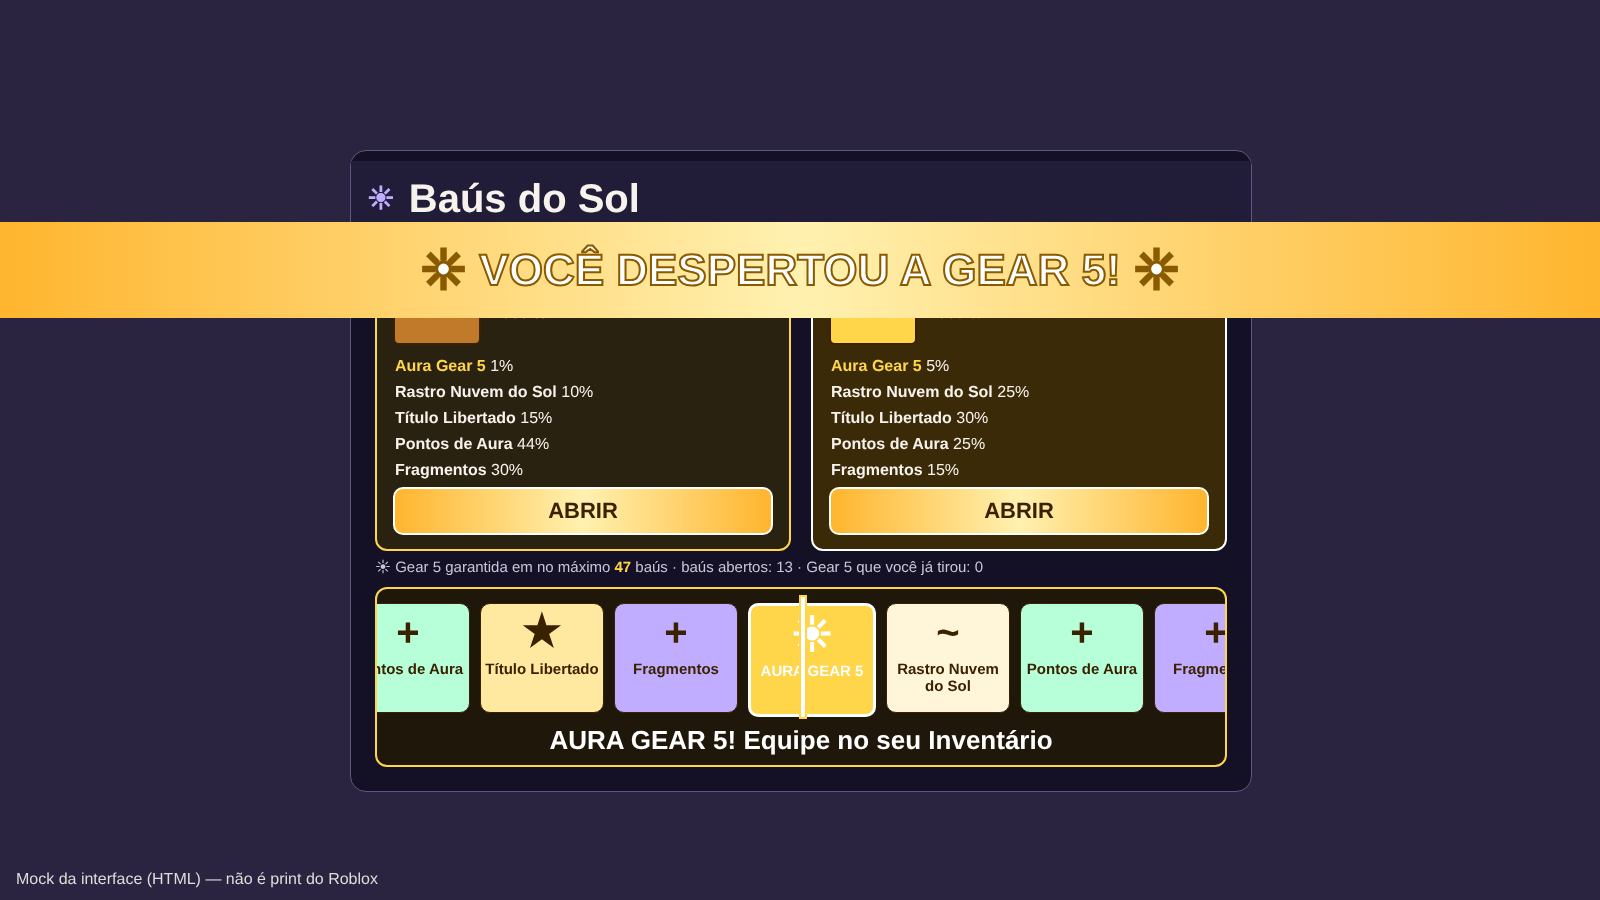 Baús do Sol
VOCÊ DESPERTOU A GEAR 5!
Aura Gear 5 1%
Rastro Nuvem do Sol 10%
Título Libertado 15%
Pontos de Aura 44%
Fragmentos 30%
ABRIR
Aura Gear 5 5%
Rastro Nuvem do Sol 25%
Título Libertado 30%
Pontos de Aura 25%
Fragmentos 15%
ABRIR
Gear 5 garantida em no máximo 47 baús · baús abertos: 13 · Gear 5 que você já tirou: 0
ntos de Aura
Título Libertado
Fragmentos
AURA GEAR 5
Rastro Nuvem
do Sol
Pontos de Aura
Fragme
AURA GEAR 5! Equipe no seu Inventário
Mock da interface (HTML) — não é print do Roblox